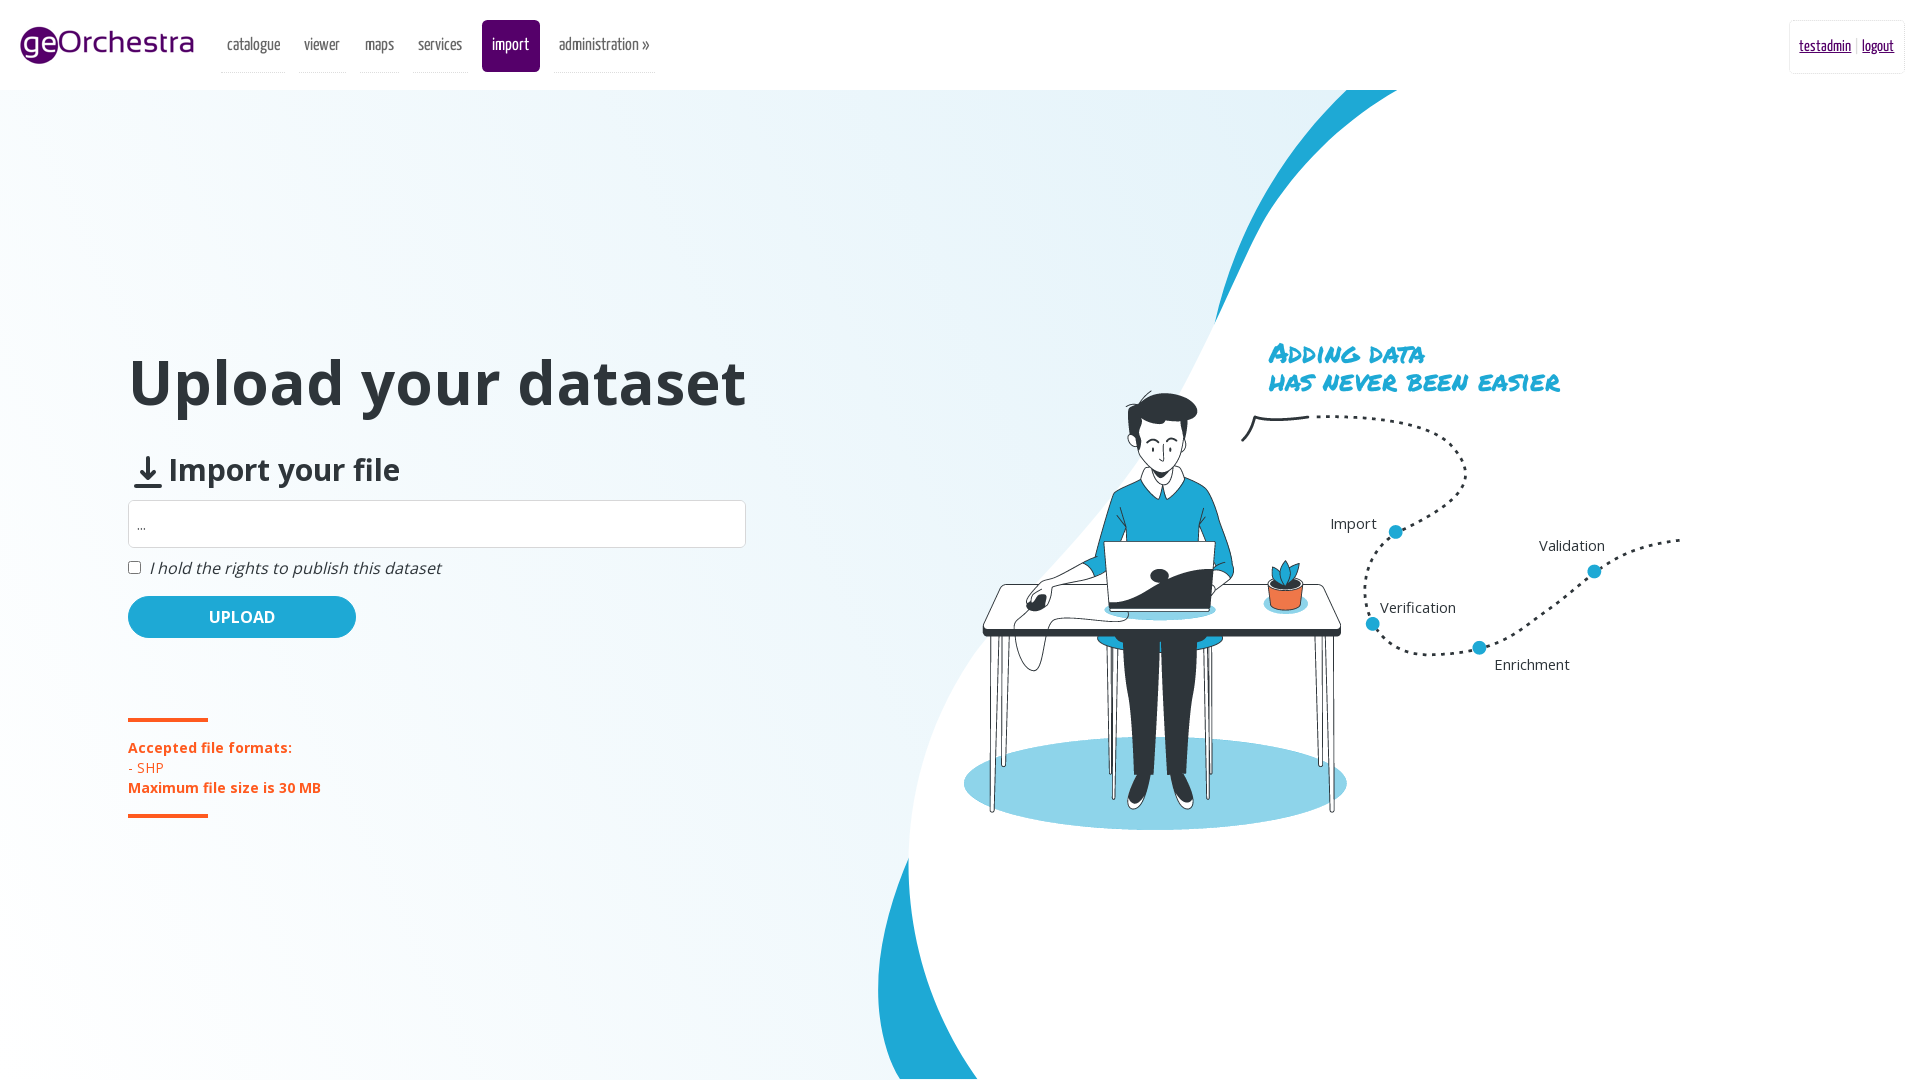 geOrchestra
catalogue viewer maps services import administration » testadmin | logout
Adding data
has never been easier
Upload your dataset
Import your file
...
I hold the rights to publish this dataset
UPLOAD
Import
Validation
Verification
Enrichment
Accepted file formats:
- SHP
Maximum file size is 30 MB